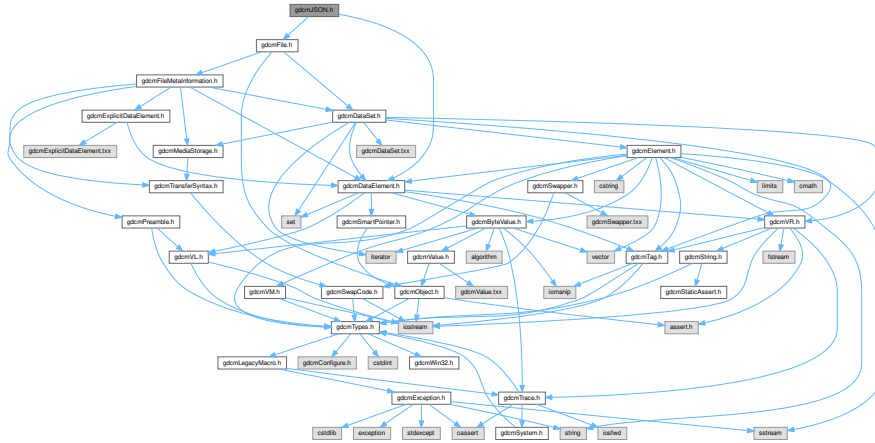 gdcmJSON.h
gdcmFile.h
gdcmFileMetaInformation.h
gdcmExplicitDataElement.h
gdcmDataSet.h
gdcmExplicitDataElement.txx
gdcmMediaStorage.h
gdcmDataSet.txx
gdcmElement.h
gdcmTransferSyntax.h
gdcmDataElement.h
gdcmSwapper.h
cstring
limits
cmath
gdcmPreamble.h
set
gdcmSmartPointer.h
gdcmByteValue.h
gdcmSwapper.txx
gdcmVR.h
gdcmVL.h
iterator
gdcmValue.h
algorithm
vector
gdcmTag.h
gdcmString.h
fstream
gdcmVM.h
gdcmSwapCode.h
gdcmObject.h
gdcmValue.txx
iomanip
gdcmStaticAssert.h
gdcmTypes.h
iostream
assert.h
gdcmLegacyMacro.h
gdcmConfigure.h
cstdint
gdcmWin32.h
gdcmException.h
gdcmTrace.h
cstdlib
exception
stdexcept
cassert
gdcmSystem.h
string
iosfwd
sstream